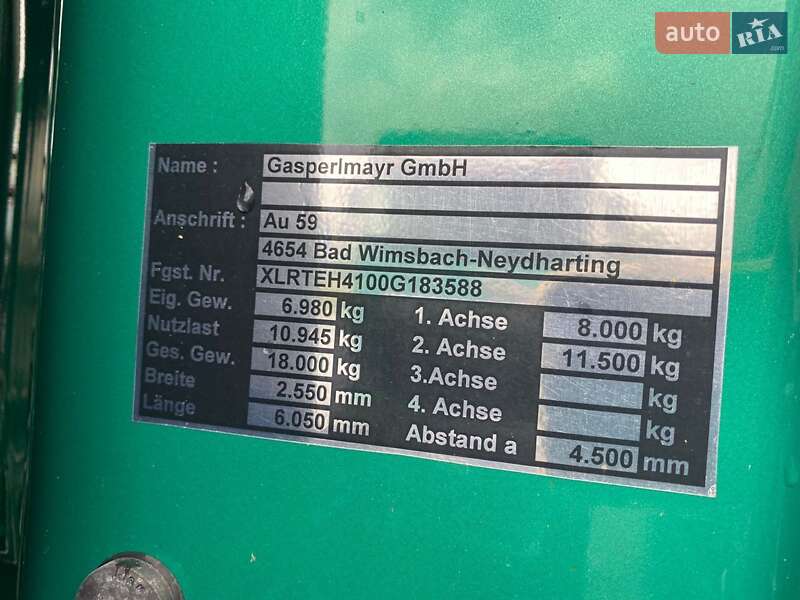 auto RIA.com
Name : Gasperlmayr GmbH
Anschrift : Au 59
4654 Bad Wimsbach-Neydharting
Fgst. Nr. XLRTEH4100G183588
Eig. Gew. 6.980 kg 1. Achse 8.000 kg
Nutzlast 10.945 kg 2. Achse 11.500 kg
Ges. Gew. 18.000 kg 3.Achse kg
Breite 2.550 mm 4. Achse kg
Länge 6.050 mm Abstand a 4.500 mm